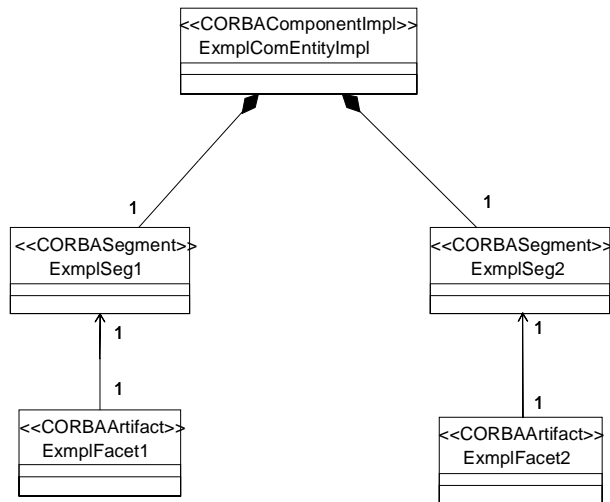 <<CORBAComponentImpl>>
ExmplComEntityImpl
1
1
<<CORBASegment>>
ExmplSeg1
<<CORBASegment>>
ExmplSeg2
1
1
1
1
<<CORBAArtifact>>
ExmplFacet1
<<CORBAArtifact>>
ExmplFacet2